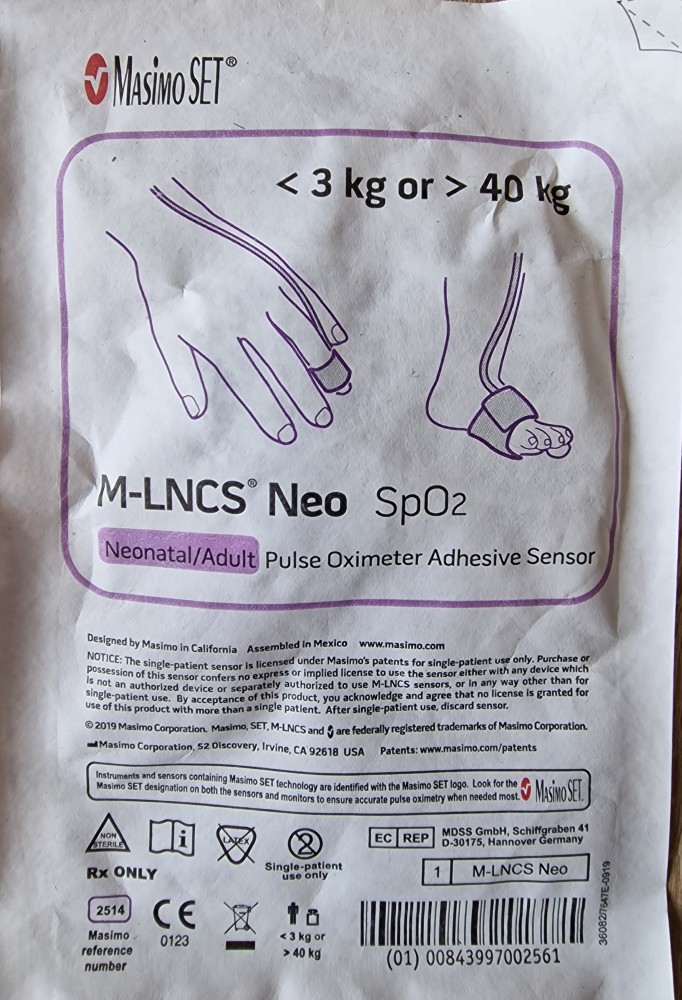 MASIMO SET®
< 3 kg or > 40 kg
M-LNCS® Neo SpO2
Neonatal/Adult Pulse Oximeter Adhesive Sensor
Designed by Masimo in California Assembled in Mexico www.masimo.com
NOTICE: The single-patient sensor is licensed under Masimo's patents for single-patient use only. Purchase or
possession of this sensor confers no express or implied license to use the sensor either with any device which
is not an authorized device or separately authorized to use M-LNCS sensors, or in any way other than for
single-patient use. By acceptance of this product, you acknowledge and agree that no license is granted for
use of this product with more than a single patient. After single-patient use, discard sensor.
© 2019 Masimo Corporation. Masimo, SET, M-LNCS and are federally registered trademarks of Masimo Corporation.
Masimo Corporation, 52 Discovery, Irvine, CA 92618 USA Patents: www.masimo.com/patents
Instruments and sensors containing Masimo SET technology are identified with the Masimo SET logo. Look for the
Masimo SET designation on both the sensors and monitors to ensure accurate pulse oximetry when needed most.
MASIMO SET.
NON
STERILE
LATEX
2
Rx ONLY
Single-patient
use only
EC REP
MDSS GmbH, Schiffgraben 41
D-30175, Hannover Germany
1 M-LNCS Neo
2514
Masimo
reference
number
CE
0123
< 3 kg or
> 40 kg
(01) 00843997002561
36082/16A7E-0919